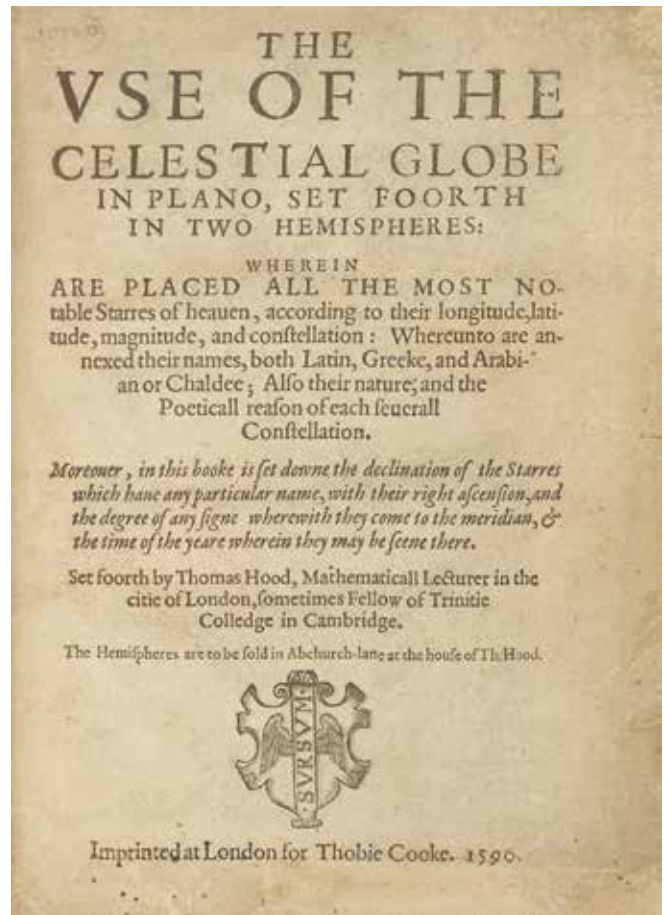 THE
VSE OF THE
CELESTIAL GLOBE
IN PLANO, SET FOORTH
IN TWO HEMISPHERES:
WHEREIN
ARE PLACED ALL THE MOST NO-
table Starres of heauen, according to their longitude,lati-
tude, magnitude, and conſtellation : Whereunto are an-
nexed their names, both Latin, Greeke, and Arabi-
an or Chaldee ; Alſo their nature, and the
Poeticall reaſon of each ſeuerall
Conſtellation.
Moreouer, in this booke is ſet downe the declination of the Starres
which haue any particular name, with their right aſcenſion, and
the degree of any ſigne wherewith they come to the meridian, &
the time of the yeare wherein they may be ſeene there.
Set foorth by Thomas Hood, Mathematicall Lecturer in the
citie of London, ſometimes Fellow of Trinitie
Colledge in Cambridge.
The Hemiſpheres are to be ſold in Abchurch-lane at the houſe of Th. Hood.
SVRSVM
Imprinted at London for Thobie Cooke. 1590.